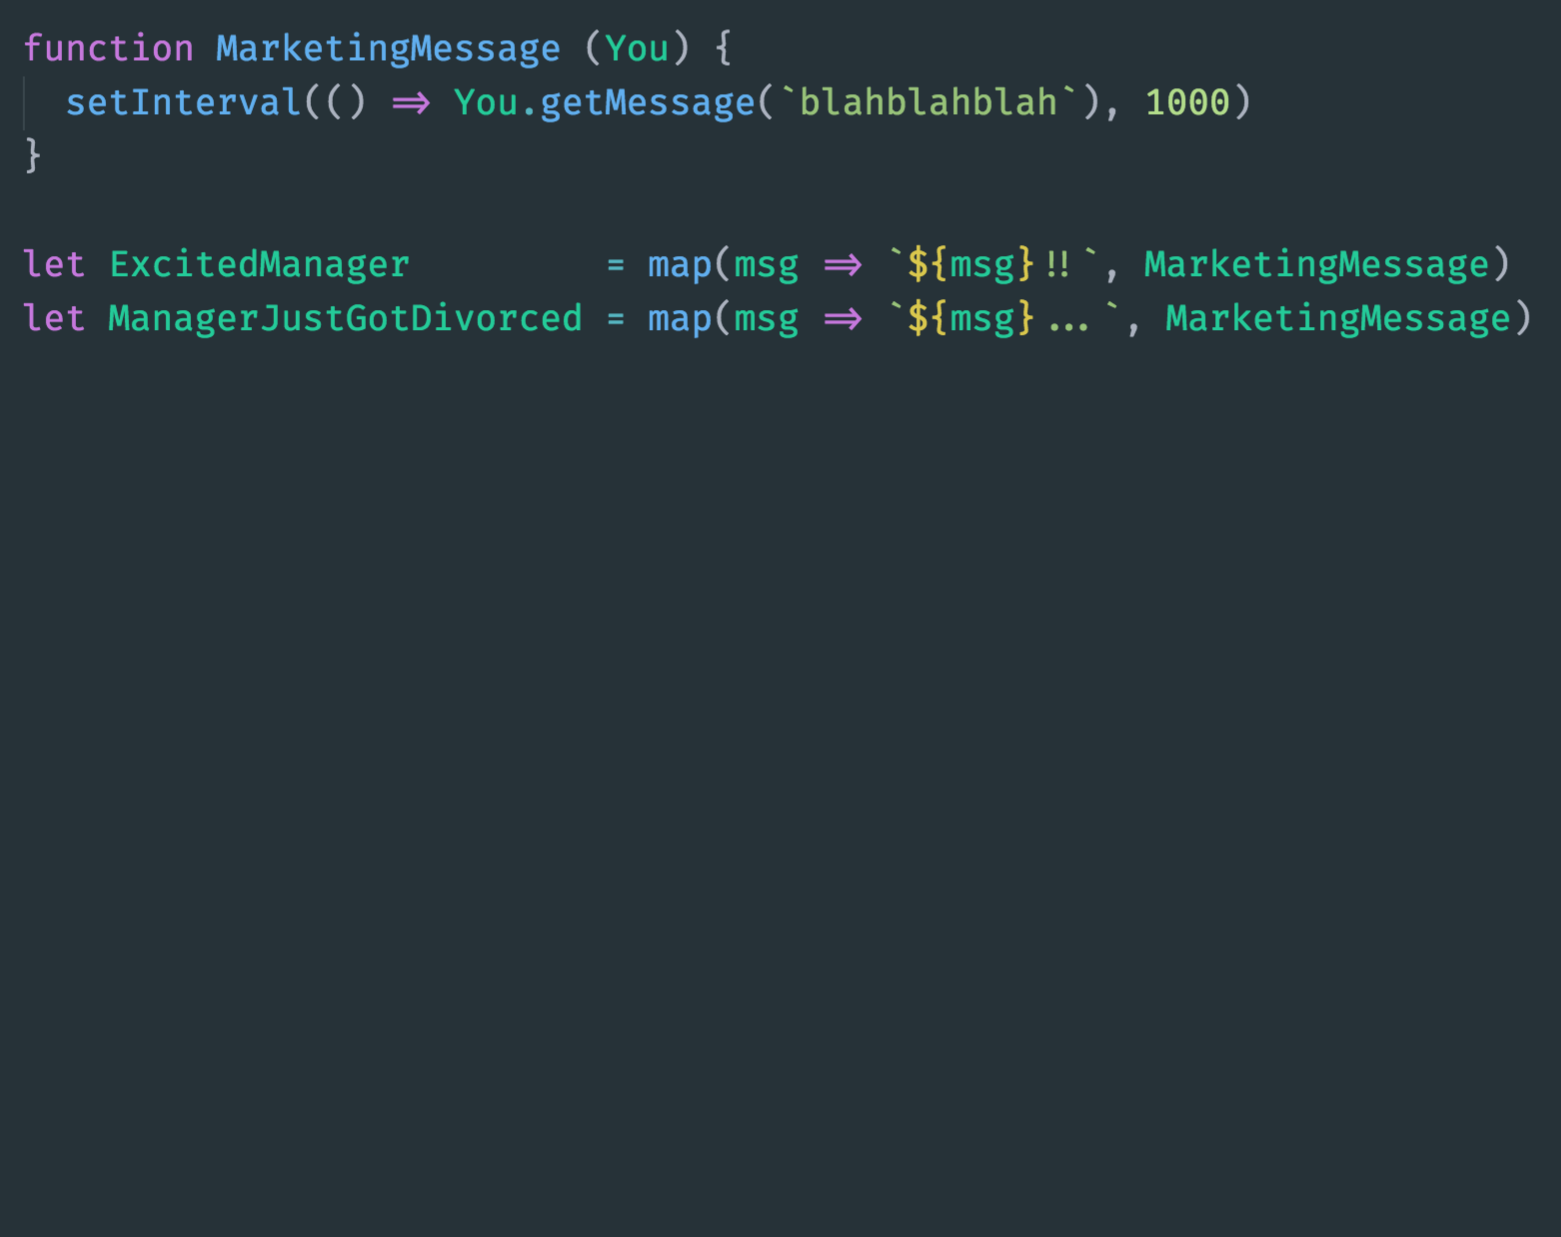 function MarketingMessage (You) {
  setInterval(() => You.getMessage(`blahblahblah`), 1000)
}
let ExcitedManager         = map(msg => `${msg}!!`, MarketingMessage)
let ManagerJustGotDivorced = map(msg => `${msg}...`, MarketingMessage)